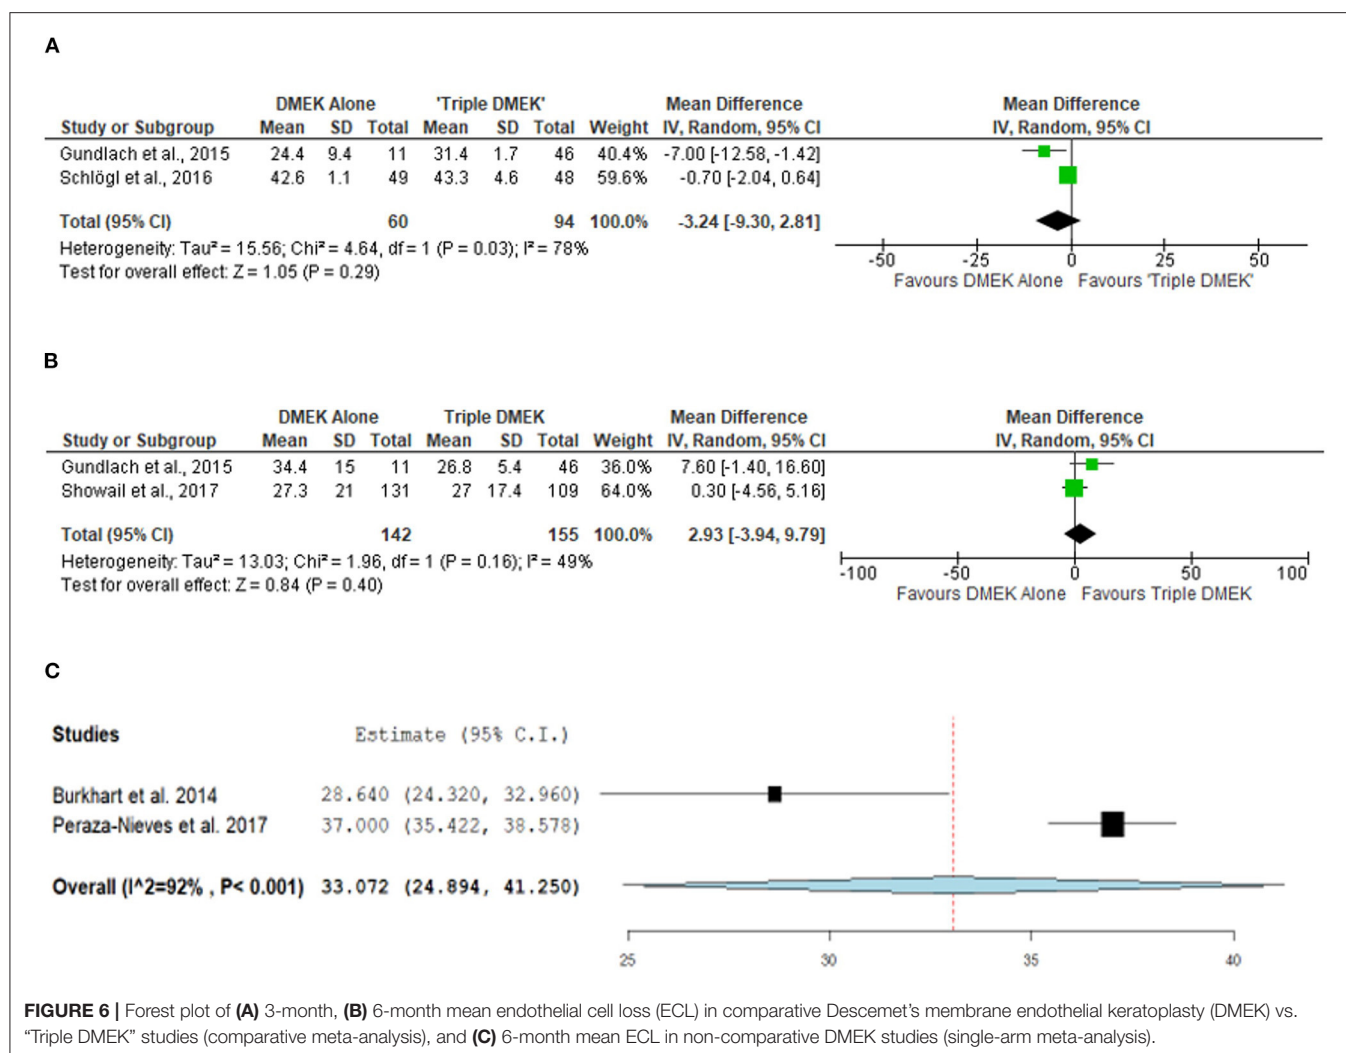 A
DMEK Alone 'Triple DMEK' Mean Difference Mean Difference
Study or Subgroup Mean SD Total Mean SD Total Weight IV, Random, 95% CI IV, Random, 95% CI
Gundlach et al., 2015 24.4 9.4 11 31.4 1.7 46 40.4% -7.00 [-12.58, -1.42]
Schlögl et al., 2016 42.6 1.1 49 43.3 4.6 48 59.6% -0.70 [-2.04, 0.64]
Total (95% CI) 60 94 100.0% -3.24 [-9.30, 2.81]
Heterogeneity: Tau² = 15.56; Chi² = 4.64, df = 1 (P = 0.03); I² = 78%
Test for overall effect: Z = 1.05 (P = 0.29)
-50 -25 0 25 50
Favours DMEK Alone Favours 'Triple DMEK'
B
DMEK Alone Triple DMEK Mean Difference Mean Difference
Study or Subgroup Mean SD Total Mean SD Total Weight IV, Random, 95% CI IV, Random, 95% CI
Gundlach et al., 2015 34.4 15 11 26.8 5.4 46 36.0% 7.60 [-1.40, 16.60]
Showail et al., 2017 27.3 21 131 27 17.4 109 64.0% 0.30 [-4.56, 5.16]
Total (95% CI) 142 155 100.0% 2.93 [-3.94, 9.79]
Heterogeneity: Tau² = 13.03; Chi² = 1.96, df = 1 (P = 0.16); I² = 49%
Test for overall effect: Z = 0.84 (P = 0.40)
-100 -50 0 50 100
Favours DMEK Alone Favours Triple DMEK
C
Studies Estimate (95% C.I.)
Burkhart et al. 2014 28.640 (24.320, 32.960)
Peraza-Nieves et al. 2017 37.000 (35.422, 38.578)
Overall (I^2=92% , P< 0.001) 33.072 (24.894, 41.250)
25 30 35 40
FIGURE 6 | Forest plot of (A) 3-month, (B) 6-month mean endothelial cell loss (ECL) in comparative Descemet's membrane endothelial keratoplasty (DMEK) vs.
“Triple DMEK” studies (comparative meta-analysis), and (C) 6-month mean ECL in non-comparative DMEK studies (single-arm meta-analysis).